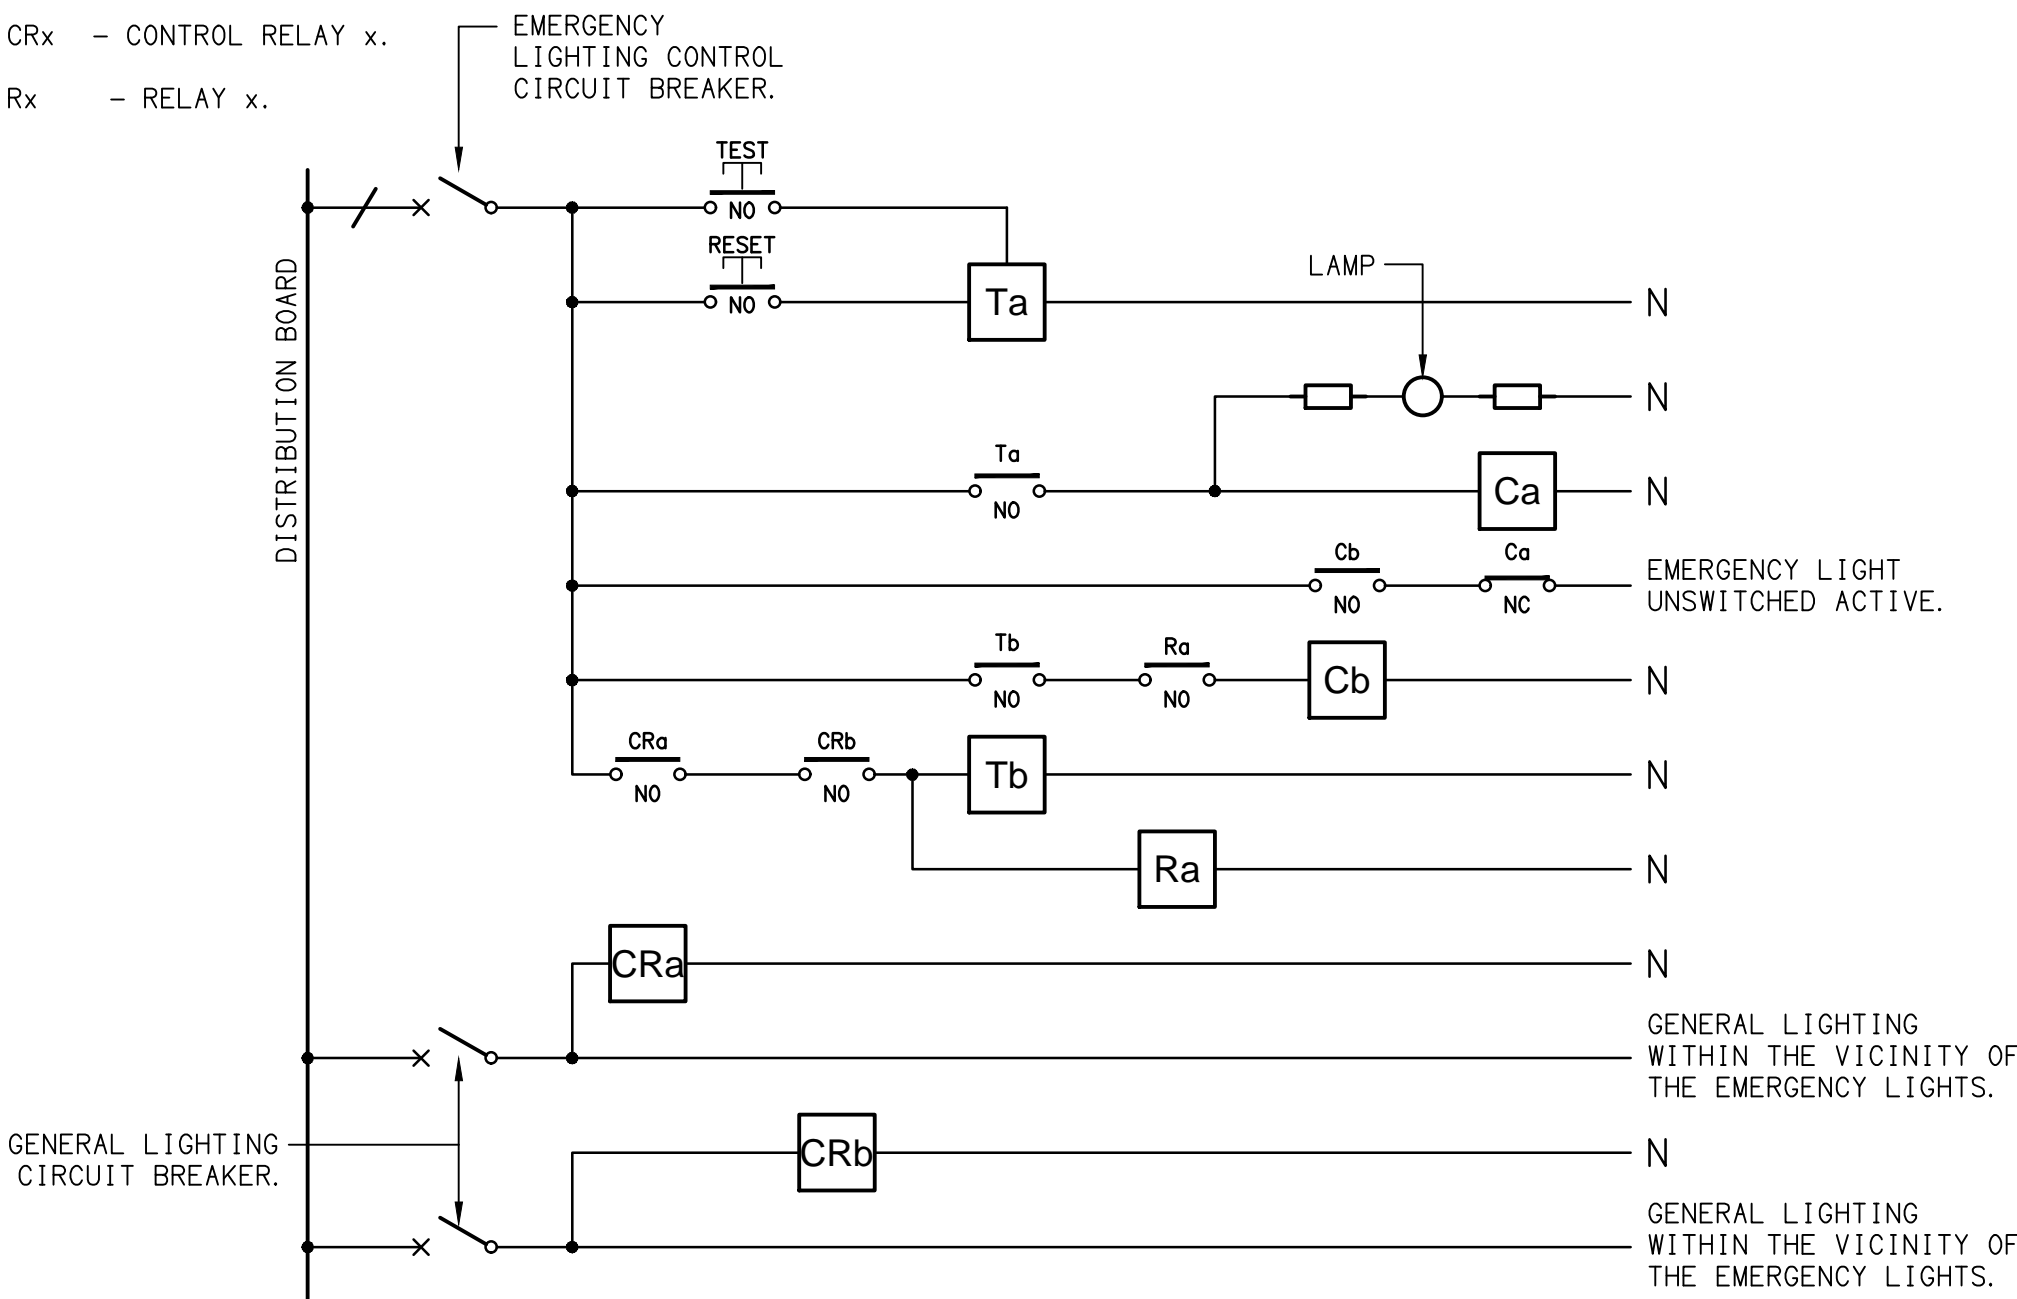 CRx – CONTROL RELAY x.
Rx – RELAY x.
EMERGENCY
LIGHTING CONTROL
CIRCUIT BREAKER.
TEST
NO
RESET
NO
DISTRIBUTION BOARD
Ta
N
LAMP
N
Ta
NO
Ca
N
Cb
NO
Ca
NC
EMERGENCY LIGHT
UNSWITCHED ACTIVE.
Tb
NO
Ra
NO
Cb
N
CRa
NO
CRb
NO
Tb
N
Ra
N
CRa
N
GENERAL LIGHTING
WITHIN THE VICINITY OF
THE EMERGENCY LIGHTS.
GENERAL LIGHTING
CIRCUIT BREAKER.
CRb
N
GENERAL LIGHTING
WITHIN THE VICINITY OF
THE EMERGENCY LIGHTS.